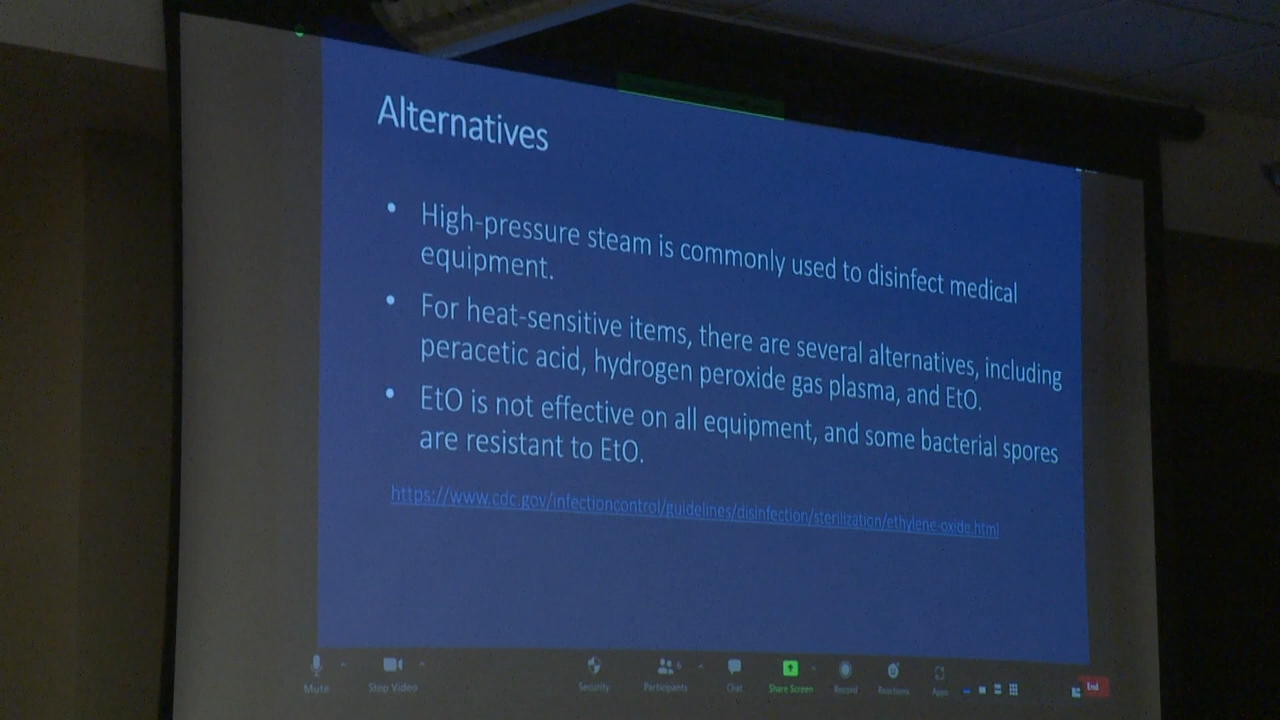 Alternatives
• High-pressure steam is commonly used to disinfect medical
equipment.
• For heat-sensitive items, there are several alternatives, including
peracetic acid, hydrogen peroxide gas plasma, and EtO.
• EtO is not effective on all equipment, and some bacterial spores
are resistant to EtO.
https://www.cdc.gov/infectioncontrol/guidelines/disinfection/sterilization/ethylene-oxide.html
Mute
Stop Video
Security
Participants 6
Chat
Share Screen
Record
Reactions
Apps
End